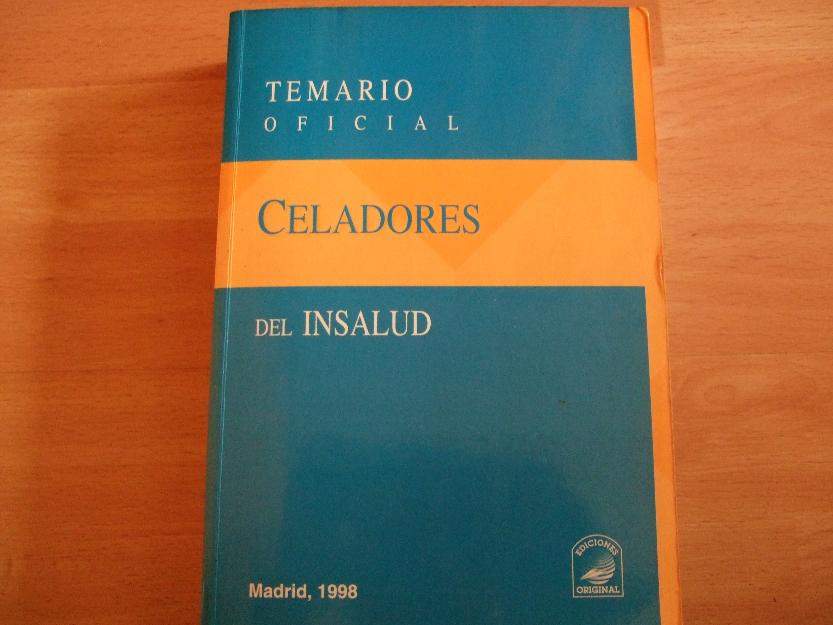 TEMARIO
OFICIAL
CELADORES
DEL INSALUD
Madrid, 1998
EDICIONES
ORIGINAL